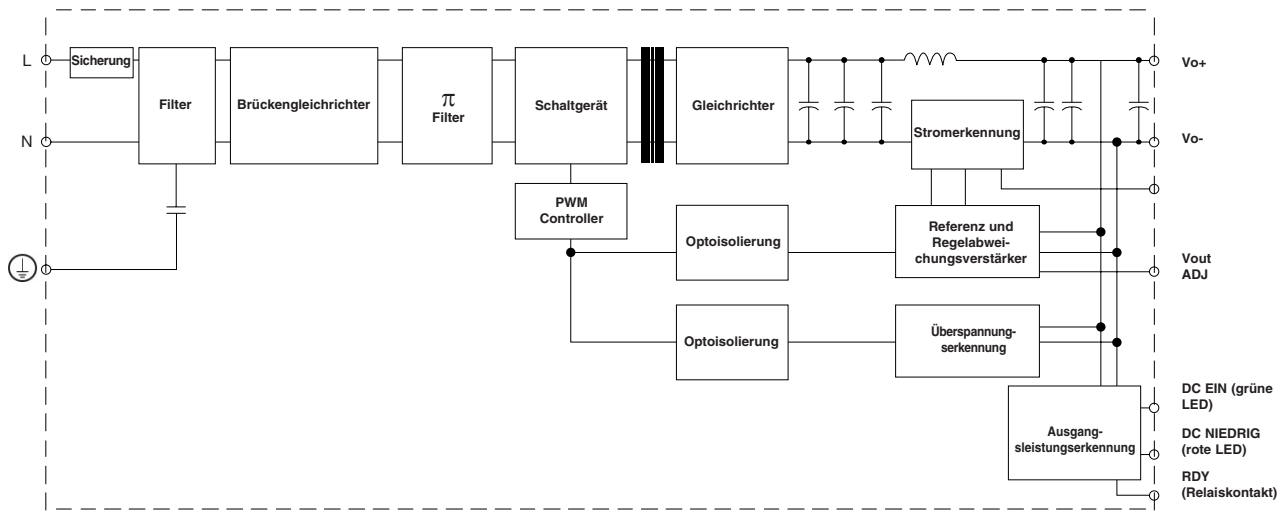 L
Sicherung
Filter
Brückengleichrichter
π
Filter
Schaltgerät
Gleichrichter
Vo+
N
Stromerkennung
Vo-
PWM
Controller
Optoisolierung
Referenz und
Regelabwei-
chungsverstärker
Vout
ADJ
Optoisolierung
Überspannung-
serkennung
DC EIN (grüne
LED)
Ausgang-
sleistungserkennung
DC NIEDRIG
(rote LED)
RDY
(Relaiskontakt)